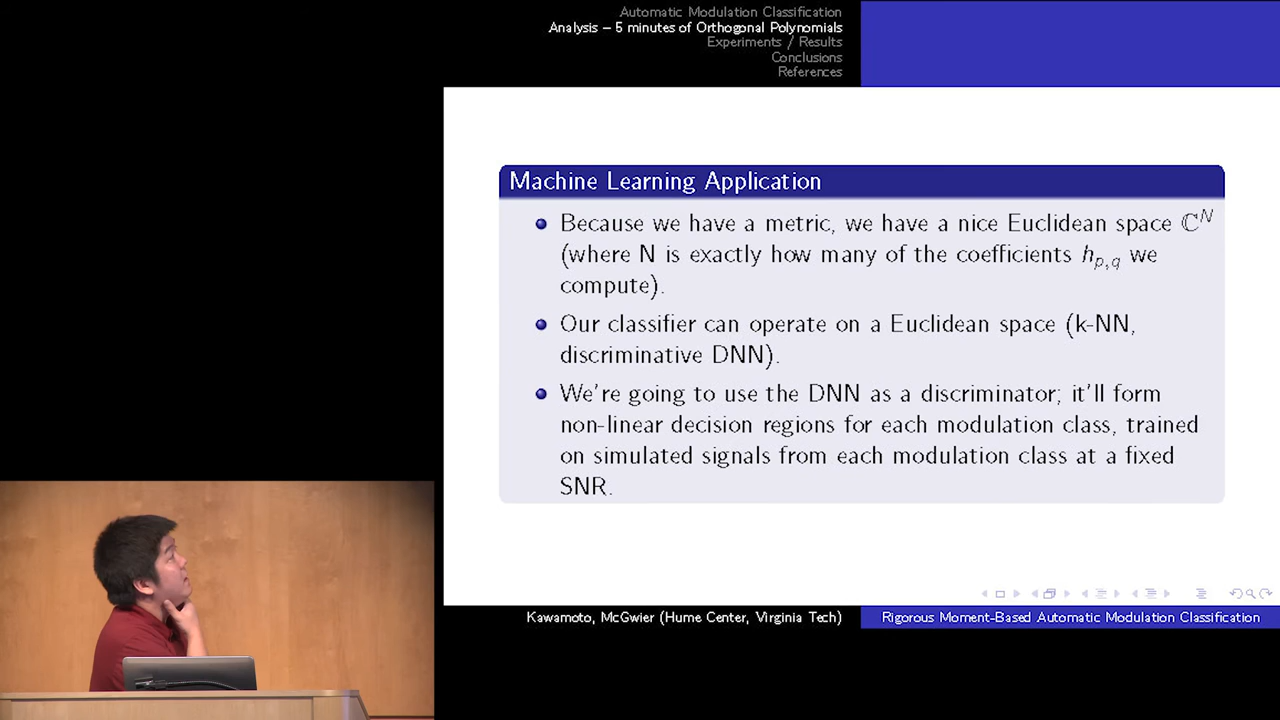 Automatic Modulation Classification
Analysis – 5 minutes of Orthogonal Polynomials
Experiments / Results
Conclusions
References
Machine Learning Application
Because we have a metric, we have a nice Euclidean space ℂᴺ
(where N is exactly how many of the coefficients h_{p,q} we
compute).
Our classifier can operate on a Euclidean space (k-NN,
discriminative DNN).
We're going to use the DNN as a discriminator; it'll form
non-linear decision regions for each modulation class, trained
on simulated signals from each modulation class at a fixed
SNR.
Kawamoto, McGwier (Hume Center, Virginia Tech)
Rigorous Moment-Based Automatic Modulation Classification